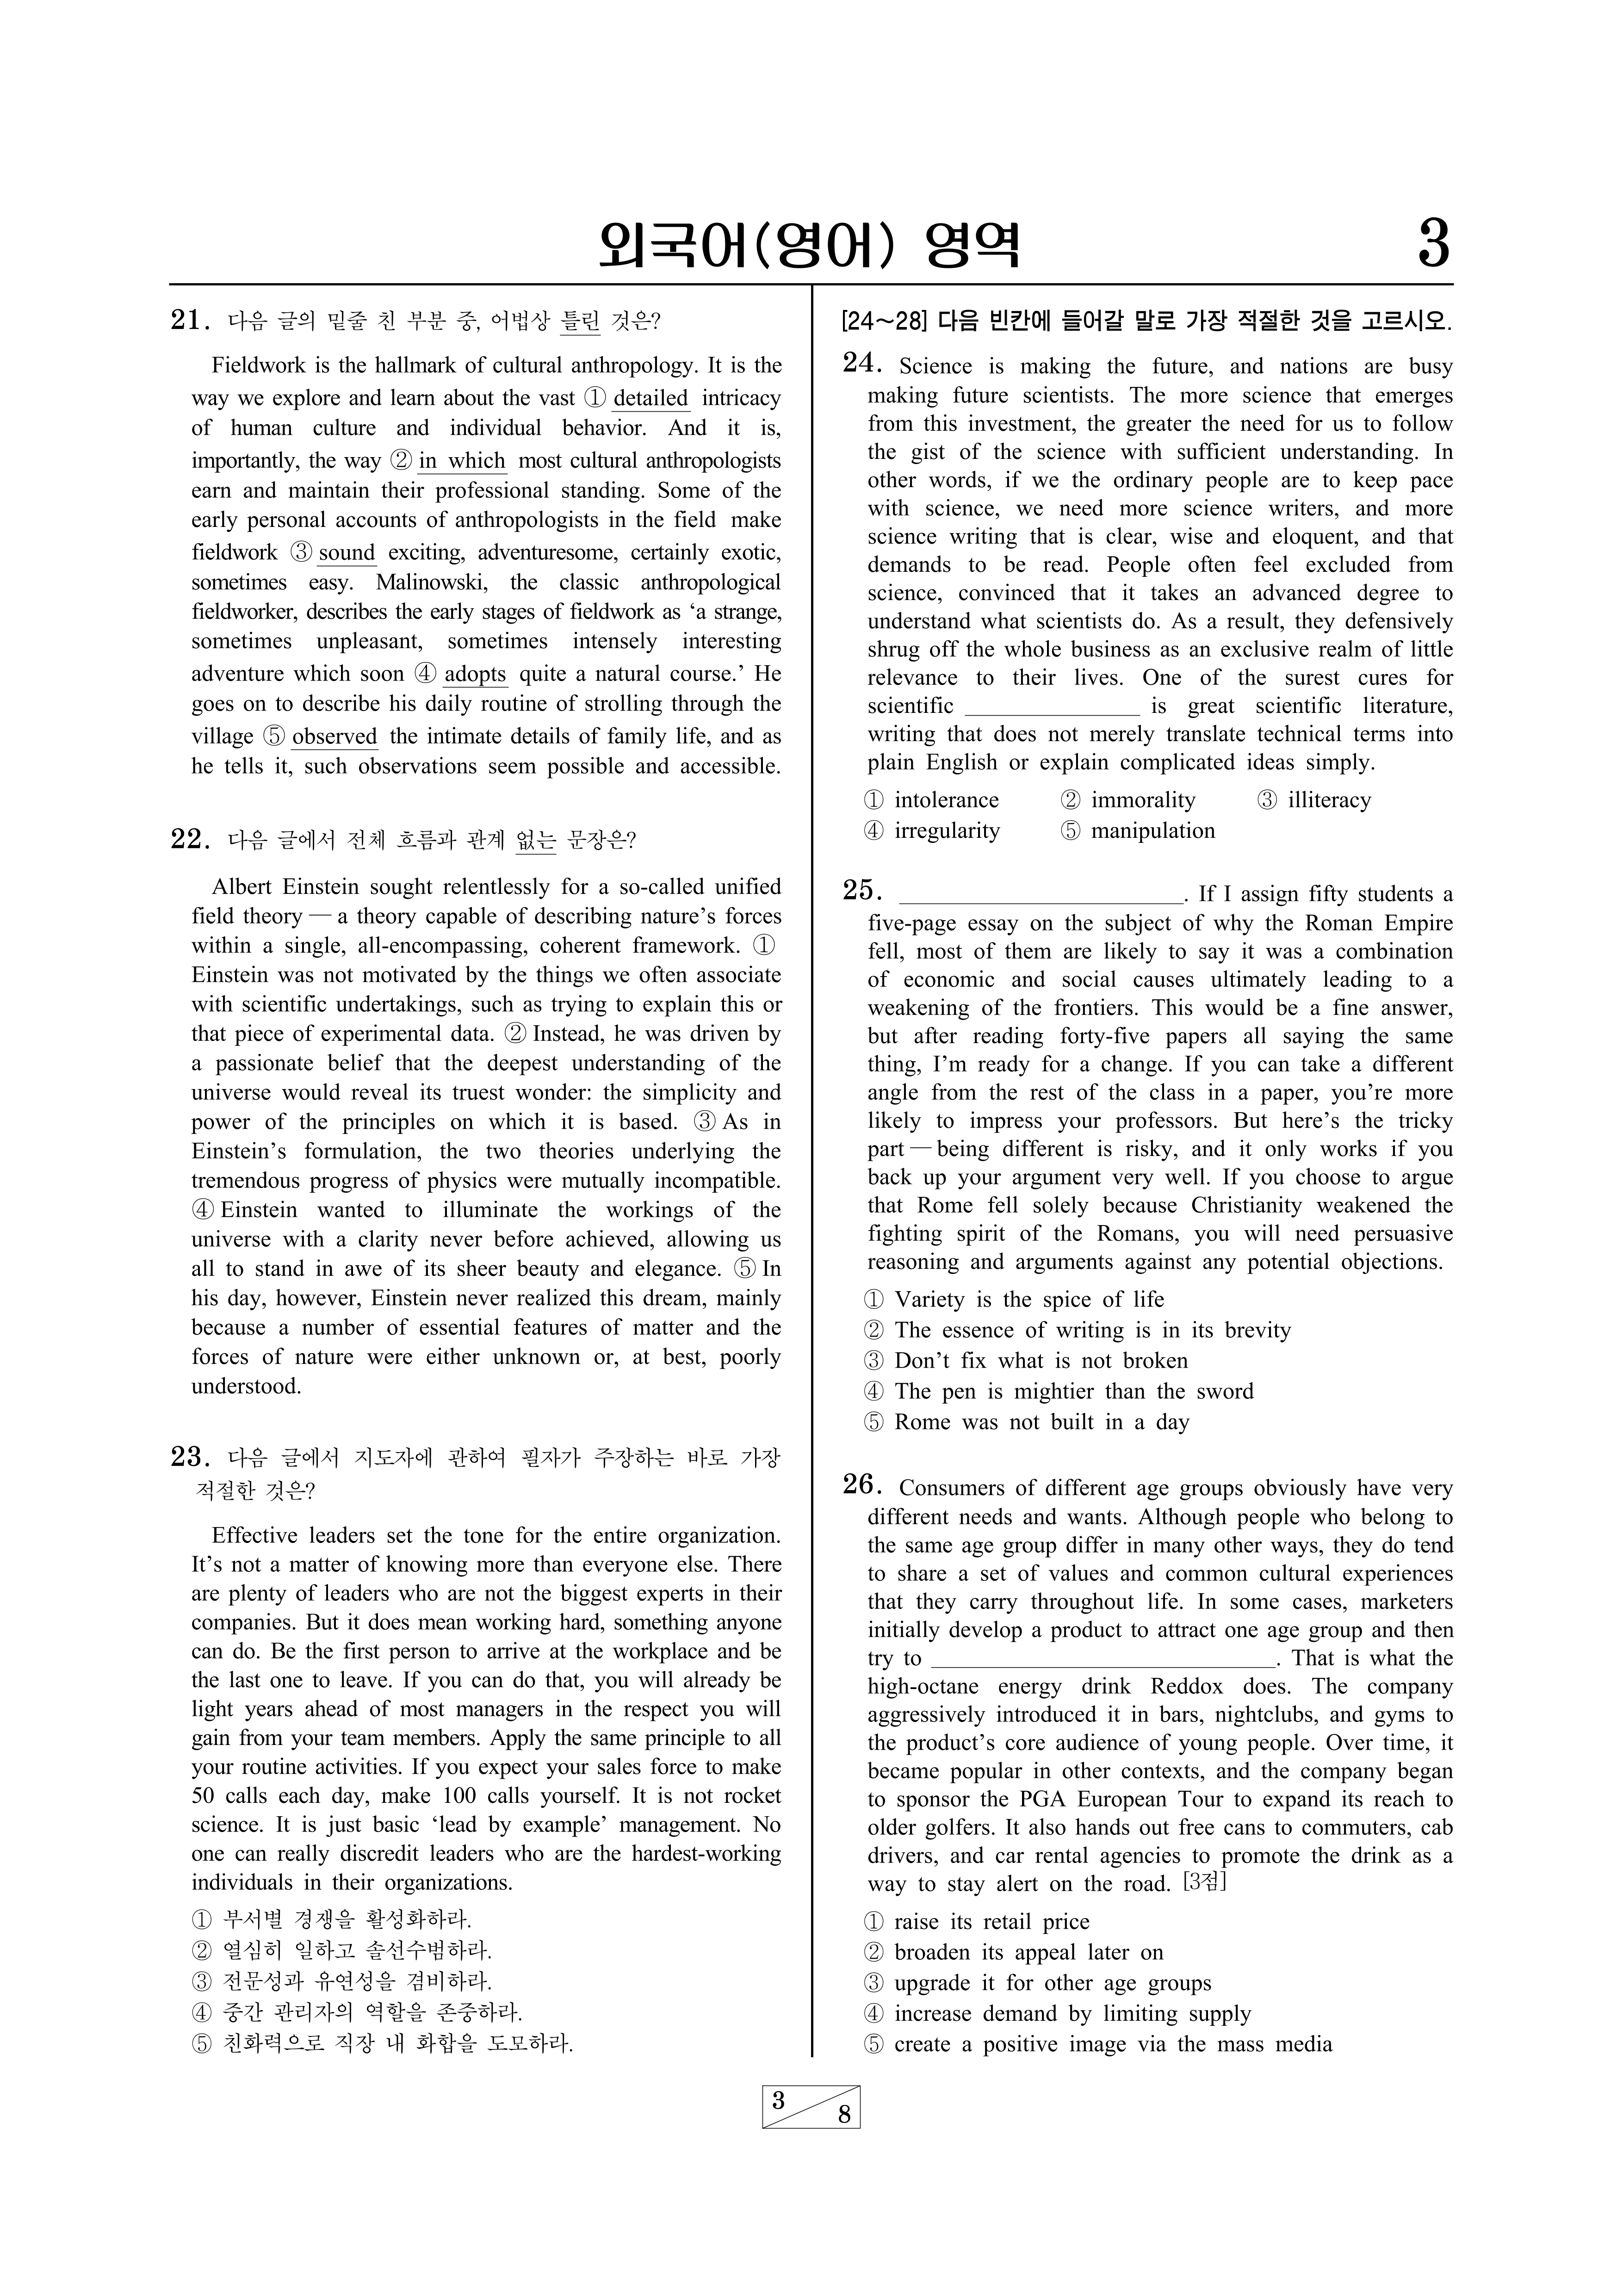 외국어(영어) 영역
3
21. 다음 글의 밑줄 친 부분 중, 어법상 틀린 것은?
Fieldwork is the hallmark of cultural anthropology. It is the
way we explore and learn about the vast ① detailed intricacy
of human culture and individual behavior. And it is,
importantly, the way ② in which most cultural anthropologists
earn and maintain their professional standing. Some of the
early personal accounts of anthropologists in the field make
fieldwork ③ sound exciting, adventuresome, certainly exotic,
sometimes easy. Malinowski, the classic anthropological
fieldworker, describes the early stages of fieldwork as ‘a strange,
sometimes unpleasant, sometimes intensely interesting
adventure which soon ④ adopts quite a natural course.’ He
goes on to describe his daily routine of strolling through the
village ⑤ observed the intimate details of family life, and as
he tells it, such observations seem possible and accessible.
22. 다음 글에서 전체 흐름과 관계 없는 문장은?
Albert Einstein sought relentlessly for a so-called unified
field theory — a theory capable of describing nature’s forces
within a single, all-encompassing, coherent framework. ①
Einstein was not motivated by the things we often associate
with scientific undertakings, such as trying to explain this or
that piece of experimental data. ② Instead, he was driven by
a passionate belief that the deepest understanding of the
universe would reveal its truest wonder: the simplicity and
power of the principles on which it is based. ③ As in
Einstein’s formulation, the two theories underlying the
tremendous progress of physics were mutually incompatible.
④ Einstein wanted to illuminate the workings of the
universe with a clarity never before achieved, allowing us
all to stand in awe of its sheer beauty and elegance. ⑤ In
his day, however, Einstein never realized this dream, mainly
because a number of essential features of matter and the
forces of nature were either unknown or, at best, poorly
understood.
23. 다음 글에서 지도자에 관하여 필자가 주장하는 바로 가장
적절한 것은?
Effective leaders set the tone for the entire organization.
It’s not a matter of knowing more than everyone else. There
are plenty of leaders who are not the biggest experts in their
companies. But it does mean working hard, something anyone
can do. Be the first person to arrive at the workplace and be
the last one to leave. If you can do that, you will already be
light years ahead of most managers in the respect you will
gain from your team members. Apply the same principle to all
your routine activities. If you expect your sales force to make
50 calls each day, make 100 calls yourself. It is not rocket
science. It is just basic ‘lead by example’ management. No
one can really discredit leaders who are the hardest-working
individuals in their organizations.
① 부서별 경쟁을 활성화하라.
② 열심히 일하고 솔선수범하라.
③ 전문성과 유연성을 겸비하라.
④ 중간 관리자의 역할을 존중하라.
⑤ 친화력으로 직장 내 화합을 도모하라.
[24～28] 다음 빈칸에 들어갈 말로 가장 적절한 것을 고르시오.
24. Science is making the future, and nations are busy
making future scientists. The more science that emerges
from this investment, the greater the need for us to follow
the gist of the science with sufficient understanding. In
other words, if we the ordinary people are to keep pace
with science, we need more science writers, and more
science writing that is clear, wise and eloquent, and that
demands to be read. People often feel excluded from
science, convinced that it takes an advanced degree to
understand what scientists do. As a result, they defensively
shrug off the whole business as an exclusive realm of little
relevance to their lives. One of the surest cures for
scientific ________ is great scientific literature,
writing that does not merely translate technical terms into
plain English or explain complicated ideas simply.
① intolerance ② immorality ③ illiteracy
④ irregularity ⑤ manipulation
25. ________. If I assign fifty students a
five-page essay on the subject of why the Roman Empire
fell, most of them are likely to say it was a combination
of economic and social causes ultimately leading to a
weakening of the frontiers. This would be a fine answer,
but after reading forty-five papers all saying the same
thing, I’m ready for a change. If you can take a different
angle from the rest of the class in a paper, you’re more
likely to impress your professors. But here’s the tricky
part — being different is risky, and it only works if you
back up your argument very well. If you choose to argue
that Rome fell solely because Christianity weakened the
fighting spirit of the Romans, you will need persuasive
reasoning and arguments against any potential objections.
① Variety is the spice of life
② The essence of writing is in its brevity
③ Don’t fix what is not broken
④ The pen is mightier than the sword
⑤ Rome was not built in a day
26. Consumers of different age groups obviously have very
different needs and wants. Although people who belong to
the same age group differ in many other ways, they do tend
to share a set of values and common cultural experiences
that they carry throughout life. In some cases, marketers
initially develop a product to attract one age group and then
try to ________. That is what the
high-octane energy drink Reddox does. The company
aggressively introduced it in bars, nightclubs, and gyms to
the product’s core audience of young people. Over time, it
became popular in other contexts, and the company began
to sponsor the PGA European Tour to expand its reach to
older golfers. It also hands out free cans to commuters, cab
drivers, and car rental agencies to promote the drink as a
way to stay alert on the road. [3점]
① raise its retail price
② broaden its appeal later on
③ upgrade it for other age groups
④ increase demand by limiting supply
⑤ create a positive image via the mass media
3
8